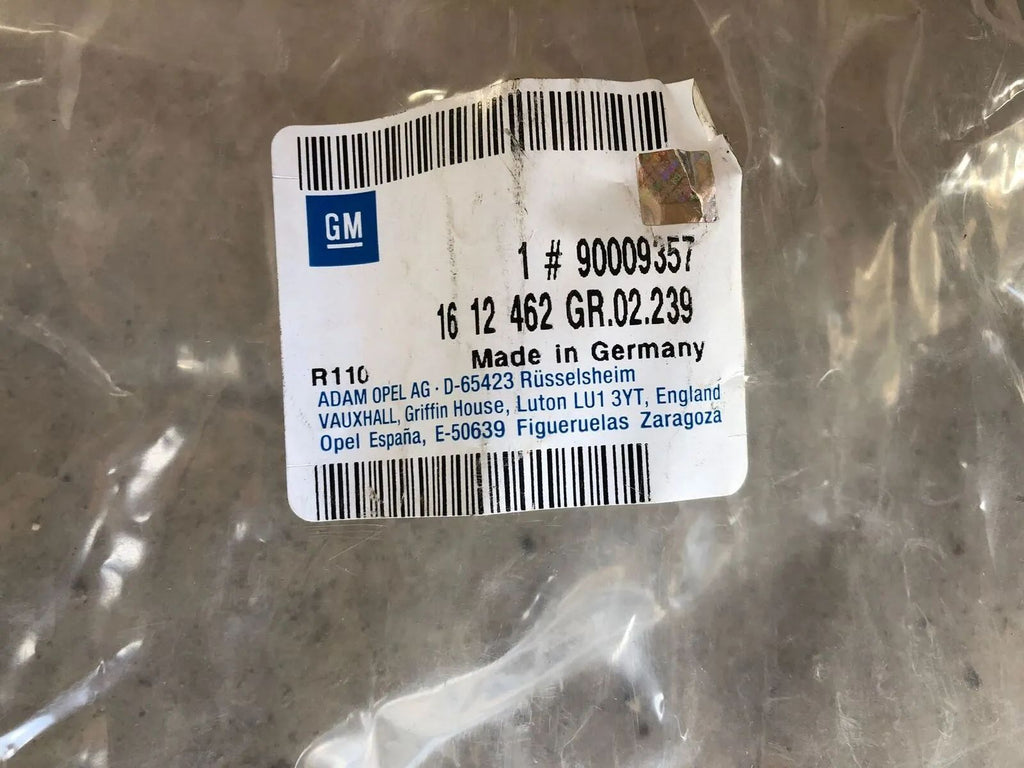 GM
1 # 90009357
16 12 462 GR.02.239
Made in Germany
R110
ADAM OPEL AG · D-65423 Rüsselsheim
VAUXHALL, Griffin House, Luton LU1 3YT, England
Opel España, E-50639 Figueruelas Zaragoza